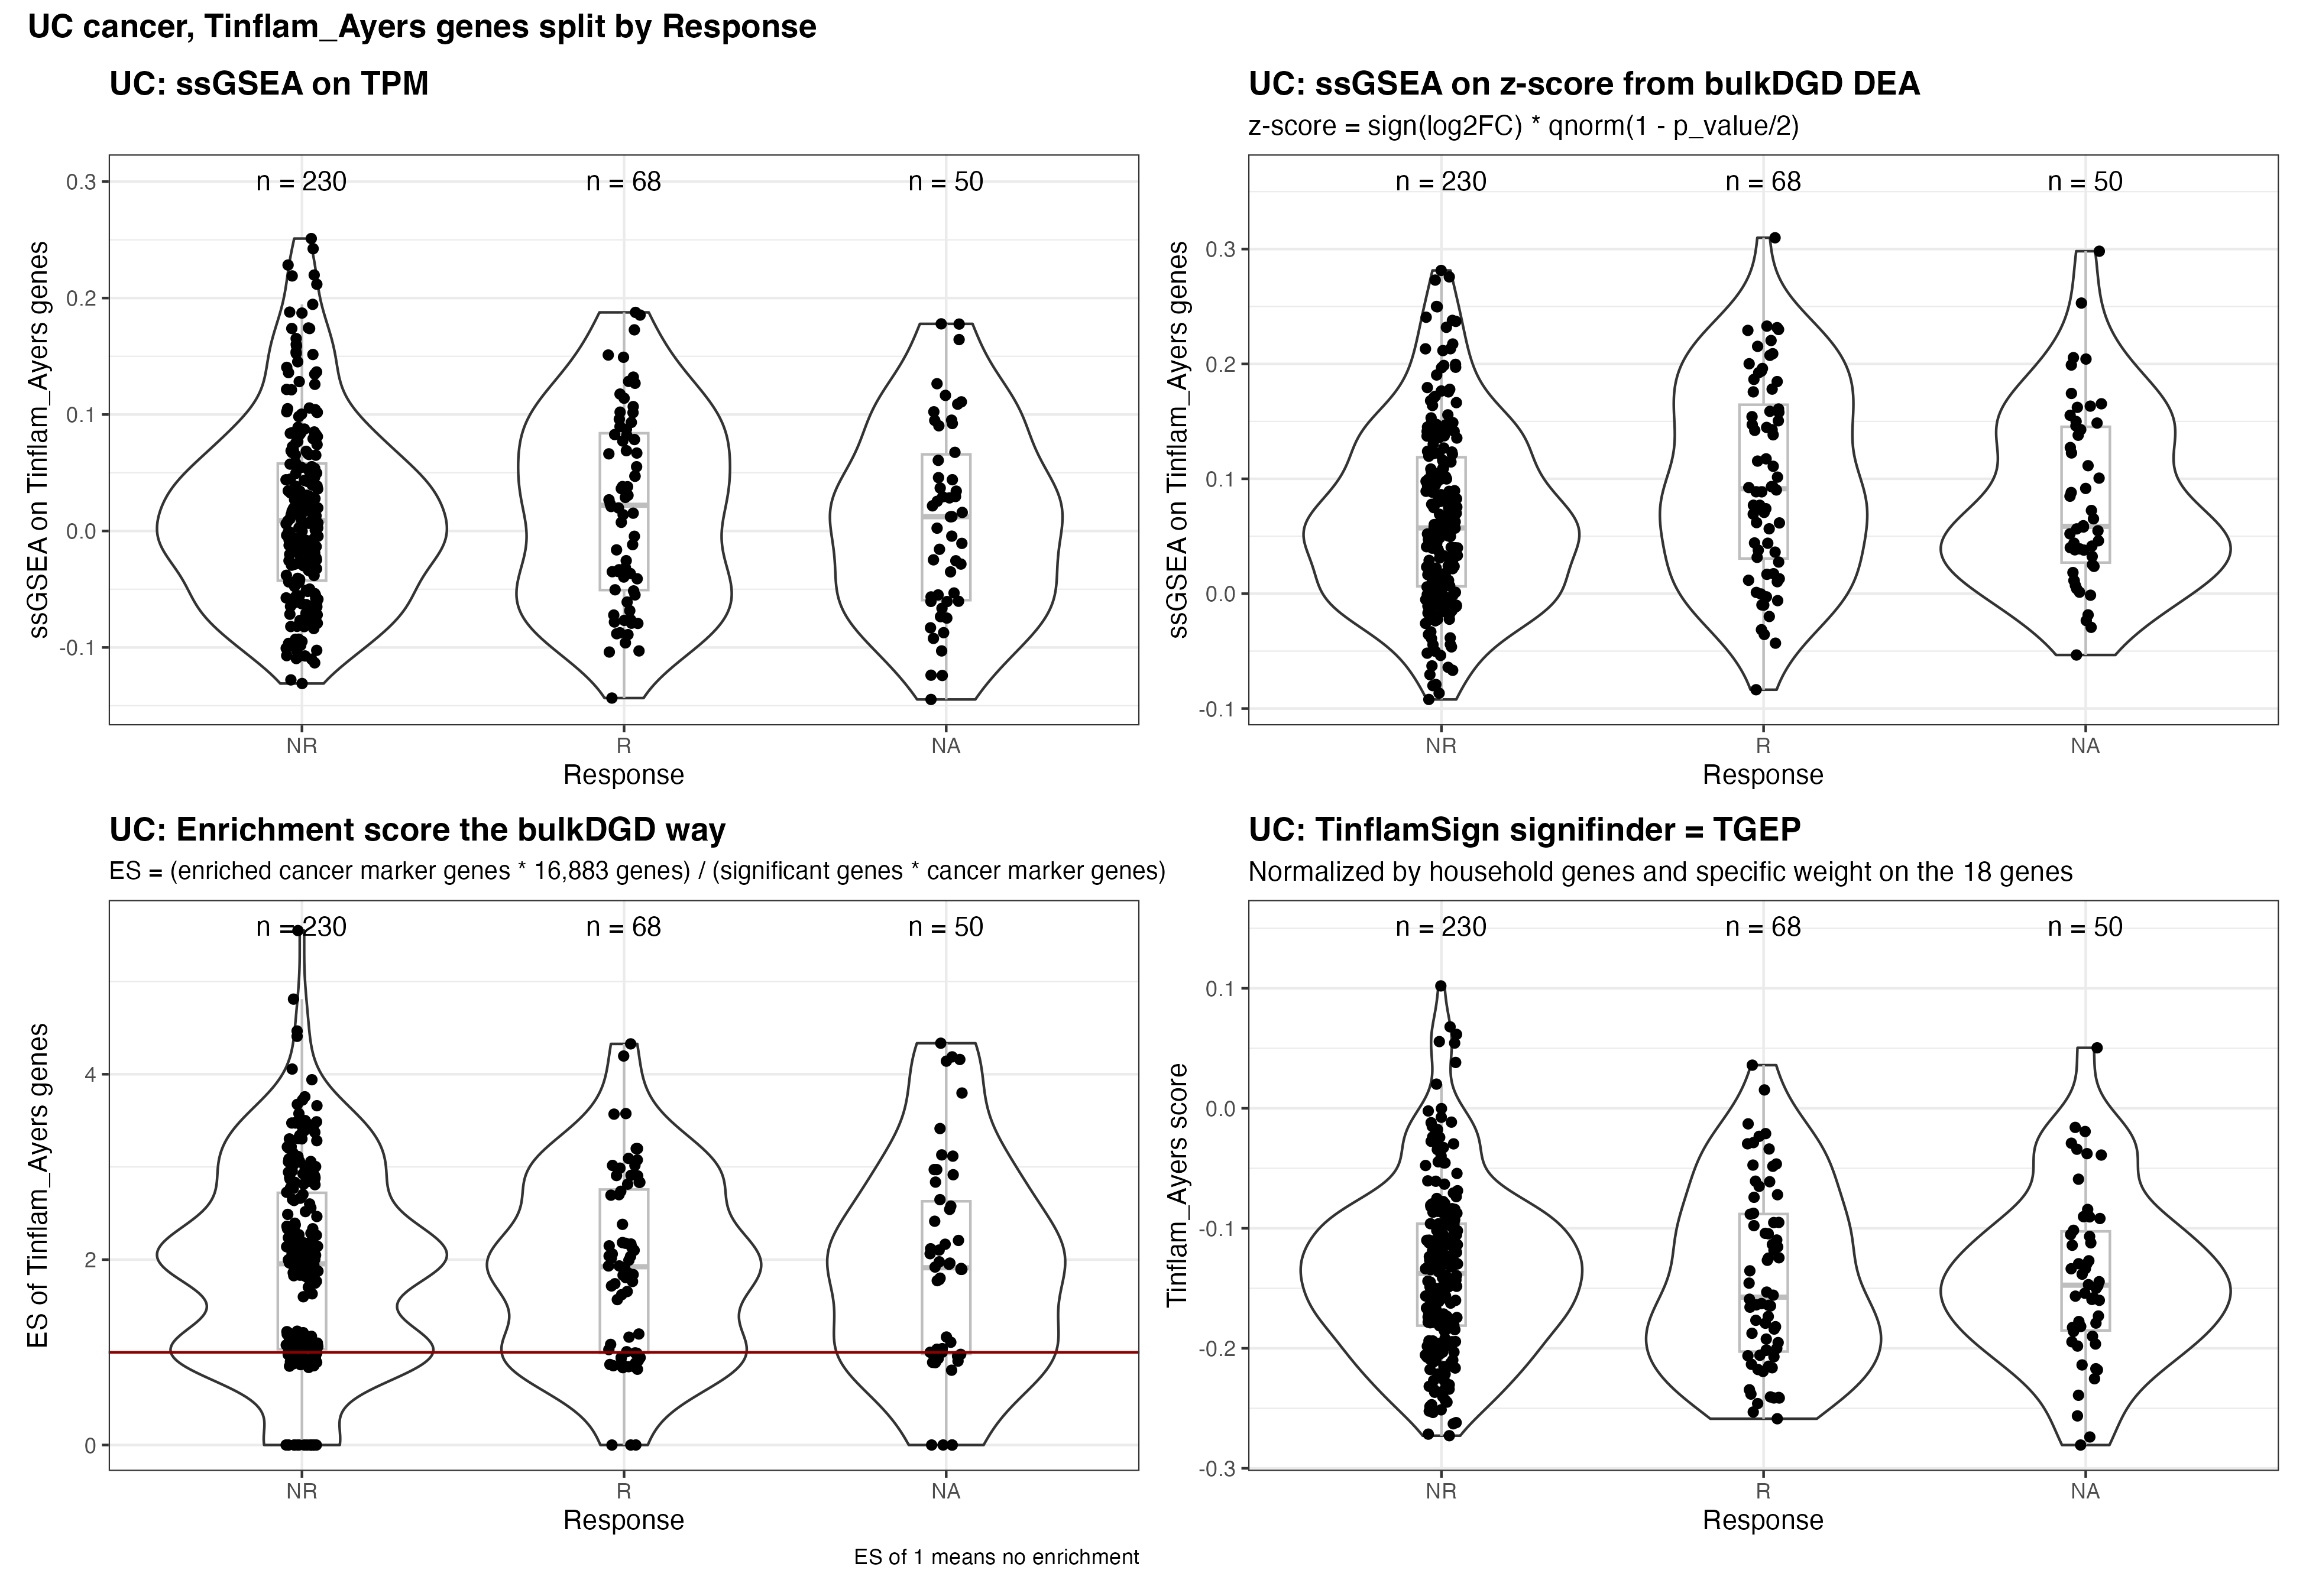 UC cancer, Tinflam_Ayers genes split by Response
UC: ssGSEA on TPM
ssGSEA on Tinflam_Ayers genes
0.3
0.2
0.1
0.0
-0.1
n = 230
n = 68
n = 50
NR
R
NA
Response
UC: ssGSEA on z-score from bulkDGD DEA
z-score = sign(log2FC) * qnorm(1 - p_value/2)
ssGSEA on Tinflam_Ayers genes
0.3
0.2
0.1
0.0
-0.1
n = 230
n = 68
n = 50
NR
R
NA
Response
UC: Enrichment score the bulkDGD way
ES = (enriched cancer marker genes * 16,883 genes) / (significant genes * cancer marker genes)
ES of Tinflam_Ayers genes
4
2
0
n = 230
n = 68
n = 50
NR
R
NA
Response
ES of 1 means no enrichment
UC: TinflamSign signifinder = TGEP
Normalized by household genes and specific weight on the 18 genes
Tinflam_Ayers score
0.1
0.0
-0.1
-0.2
-0.3
n = 230
n = 68
n = 50
NR
R
NA
Response